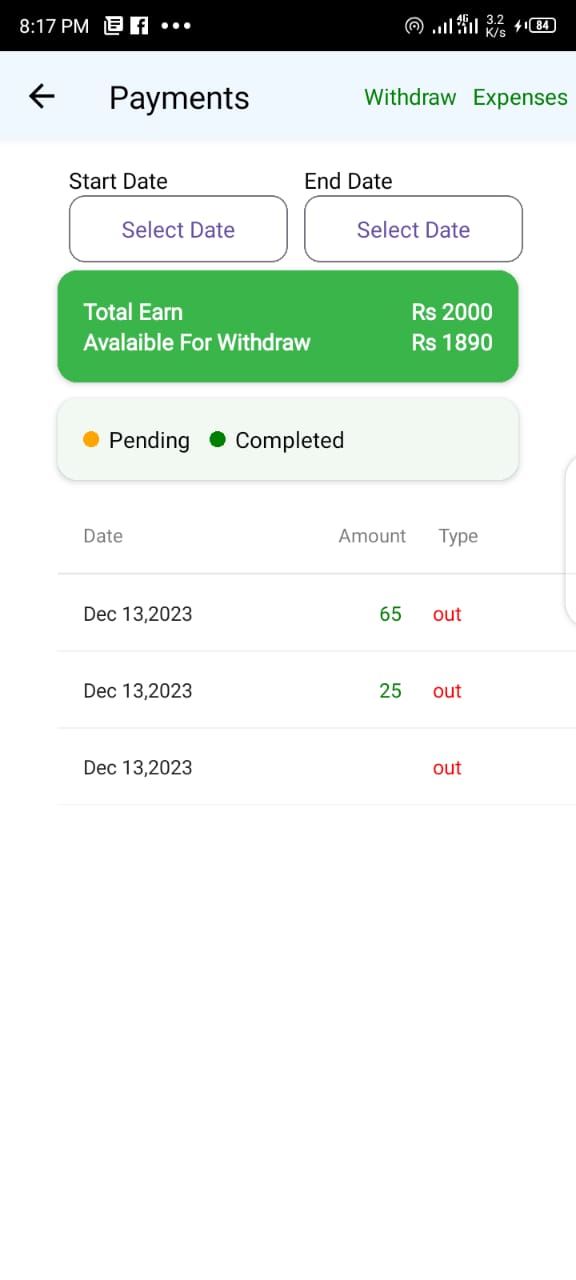 8:17 PM 4G 3.2 K/s 84
Payments Withdraw Expenses
Start Date End Date
Select Date Select Date
Total Earn Rs 2000
Avalaible For Withdraw Rs 1890
Pending Completed
Date Amount Type
Dec 13,2023 65 out
Dec 13,2023 25 out
Dec 13,2023 out